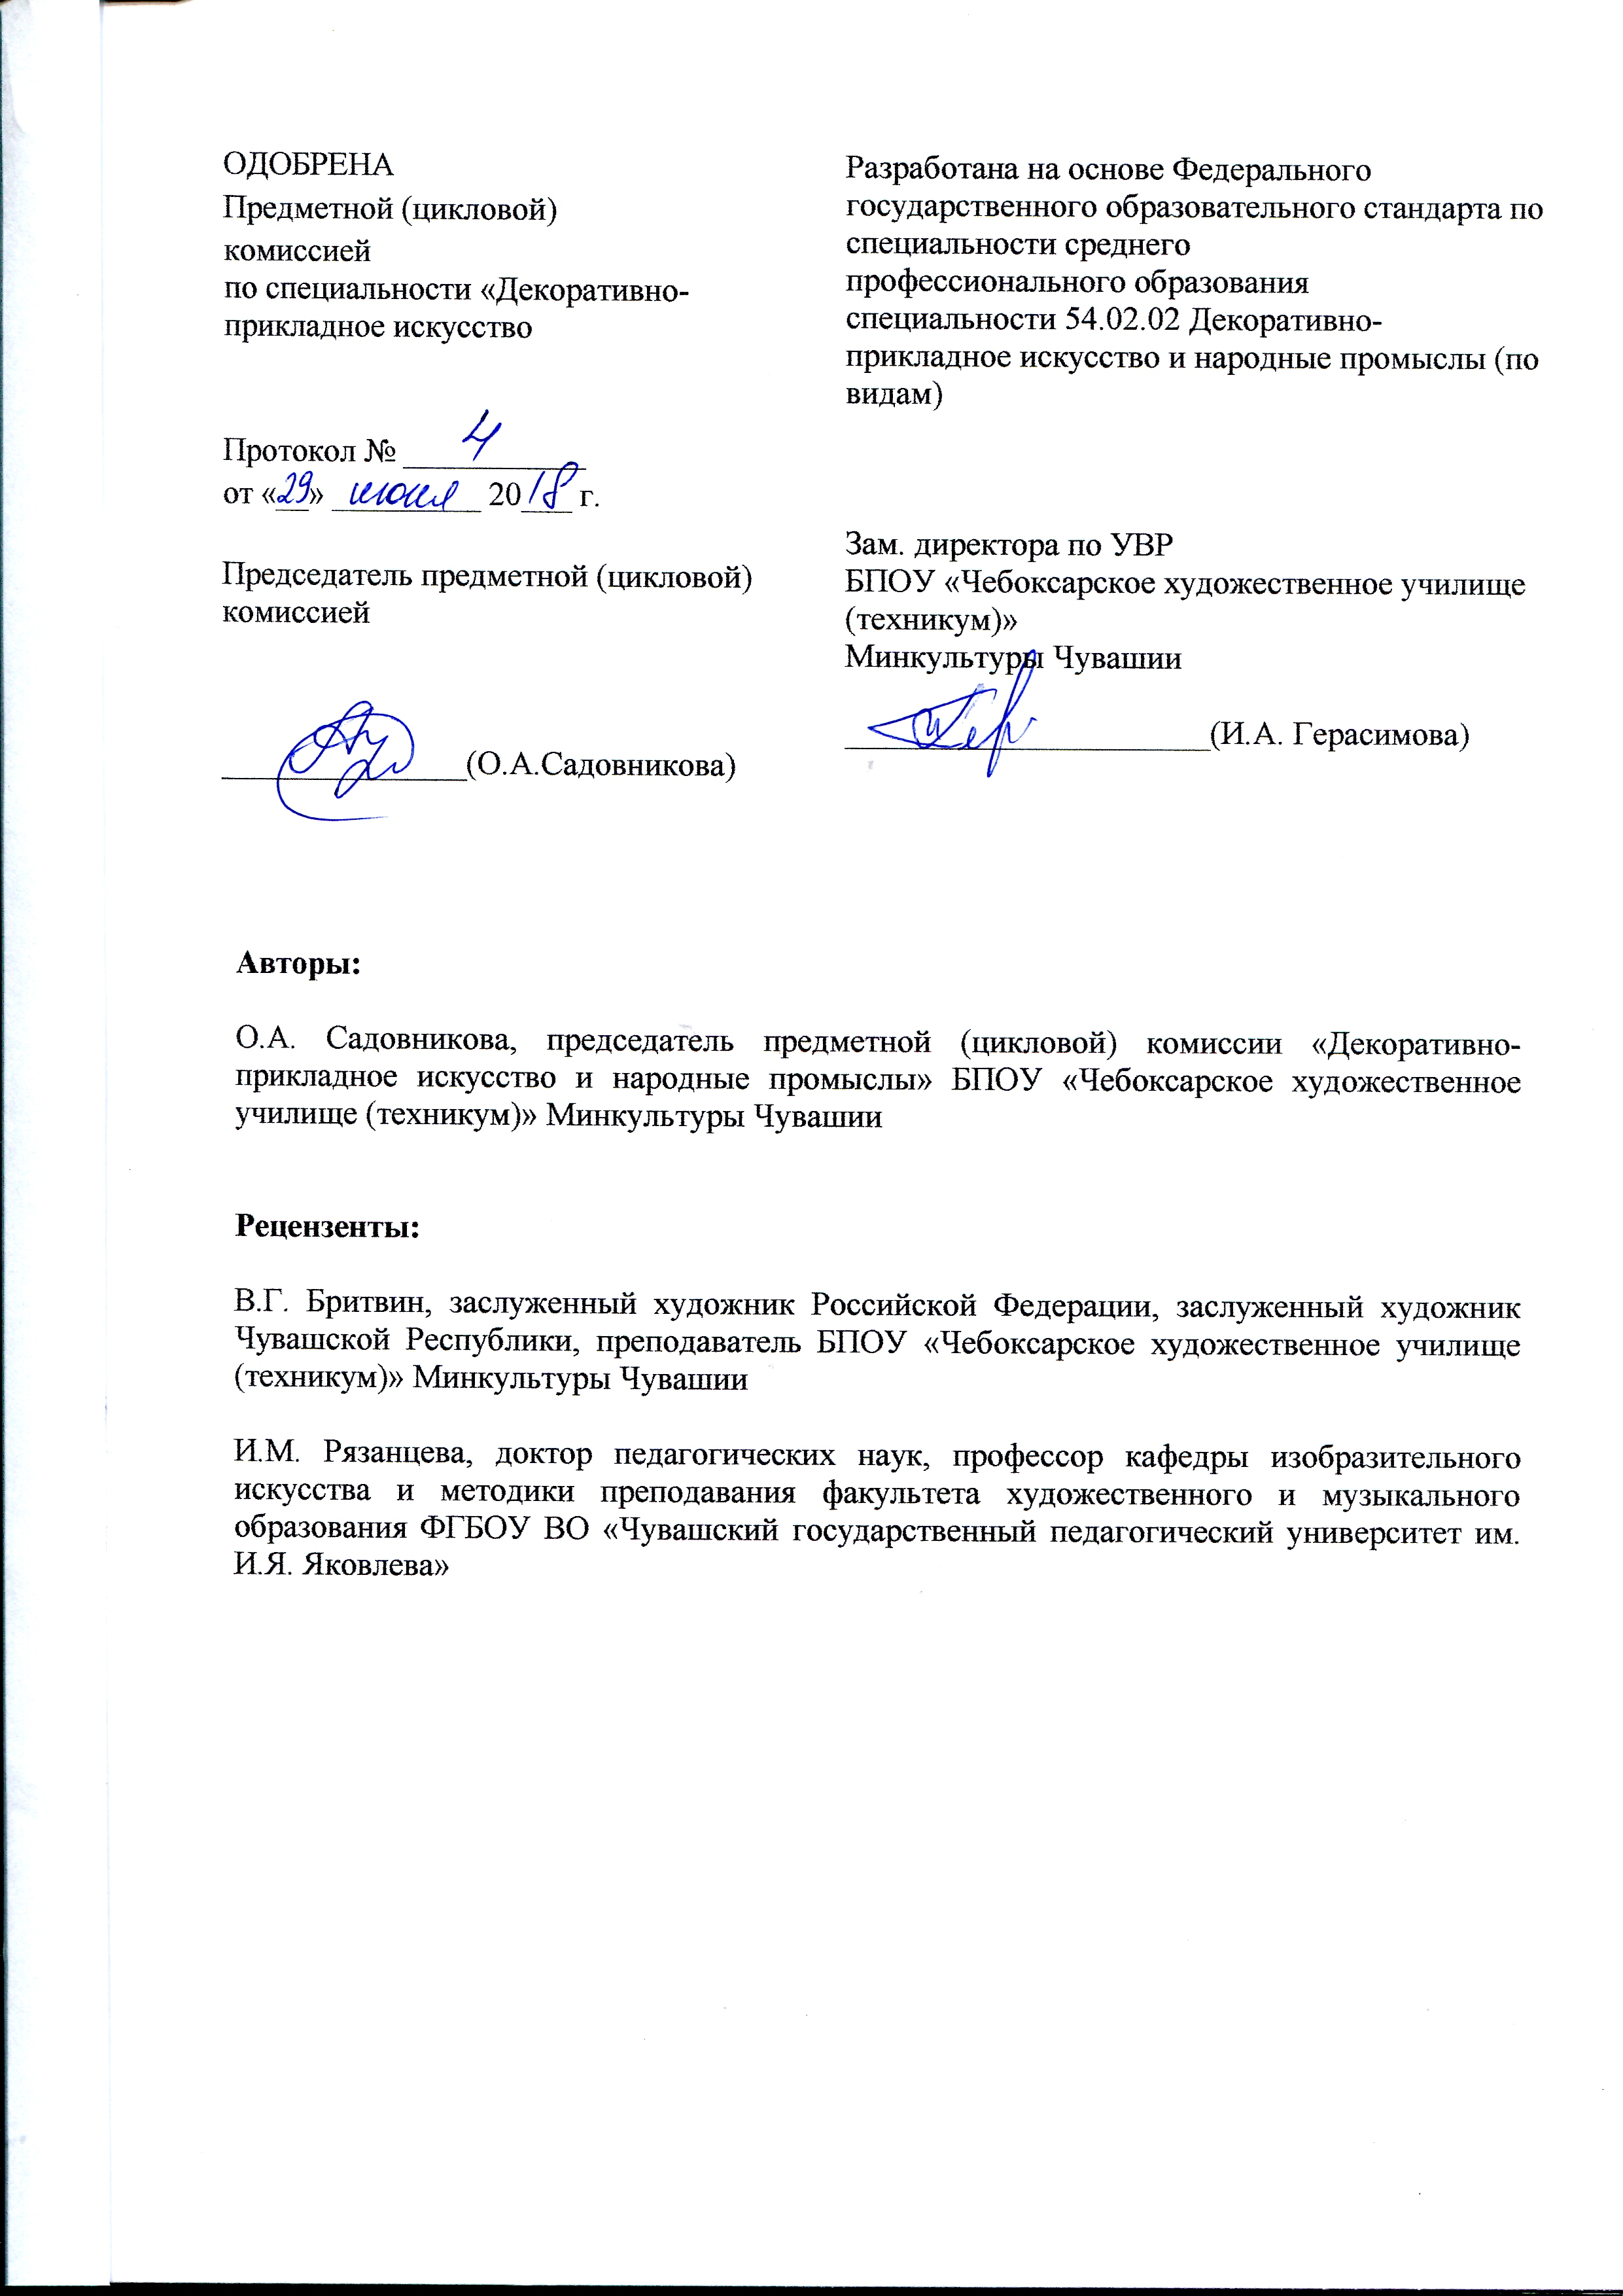 ОДОБРЕНА
Предметной (цикловой)
комиссией
по специальности «Декоративно-
прикладное искусство
Протокол № 4
от «29» июня 2018 г.
Председатель предметной (цикловой)
комиссией
(О.А.Садовникова)
Разработана на основе Федерального
государственного образовательного стандарта по
специальности среднего
профессионального образования
специальности 54.02.02 Декоративно-
прикладное искусство и народные промыслы (по
видам)
Зам. директора по УВР
БПОУ «Чебоксарское художественное училище
(техникум)»
Минкультуры Чувашии
(И.А. Герасимова)
Авторы:
О.А. Садовникова, председатель предметной (цикловой) комиссии «Декоративно-
прикладное искусство и народные промыслы» БПОУ «Чебоксарское художественное
училище (техникум)» Минкультуры Чувашии
Рецензенты:
В.Г. Бритвин, заслуженный художник Российской Федерации, заслуженный художник
Чувашской Республики, преподаватель БПОУ «Чебоксарское художественное училище
(техникум)» Минкультуры Чувашии
И.М. Рязанцева, доктор педагогических наук, профессор кафедры изобразительного
искусства и методики преподавания факультета художественного и музыкального
образования ФГБОУ ВО «Чувашский государственный педагогический университет им.
И.Я. Яковлева»